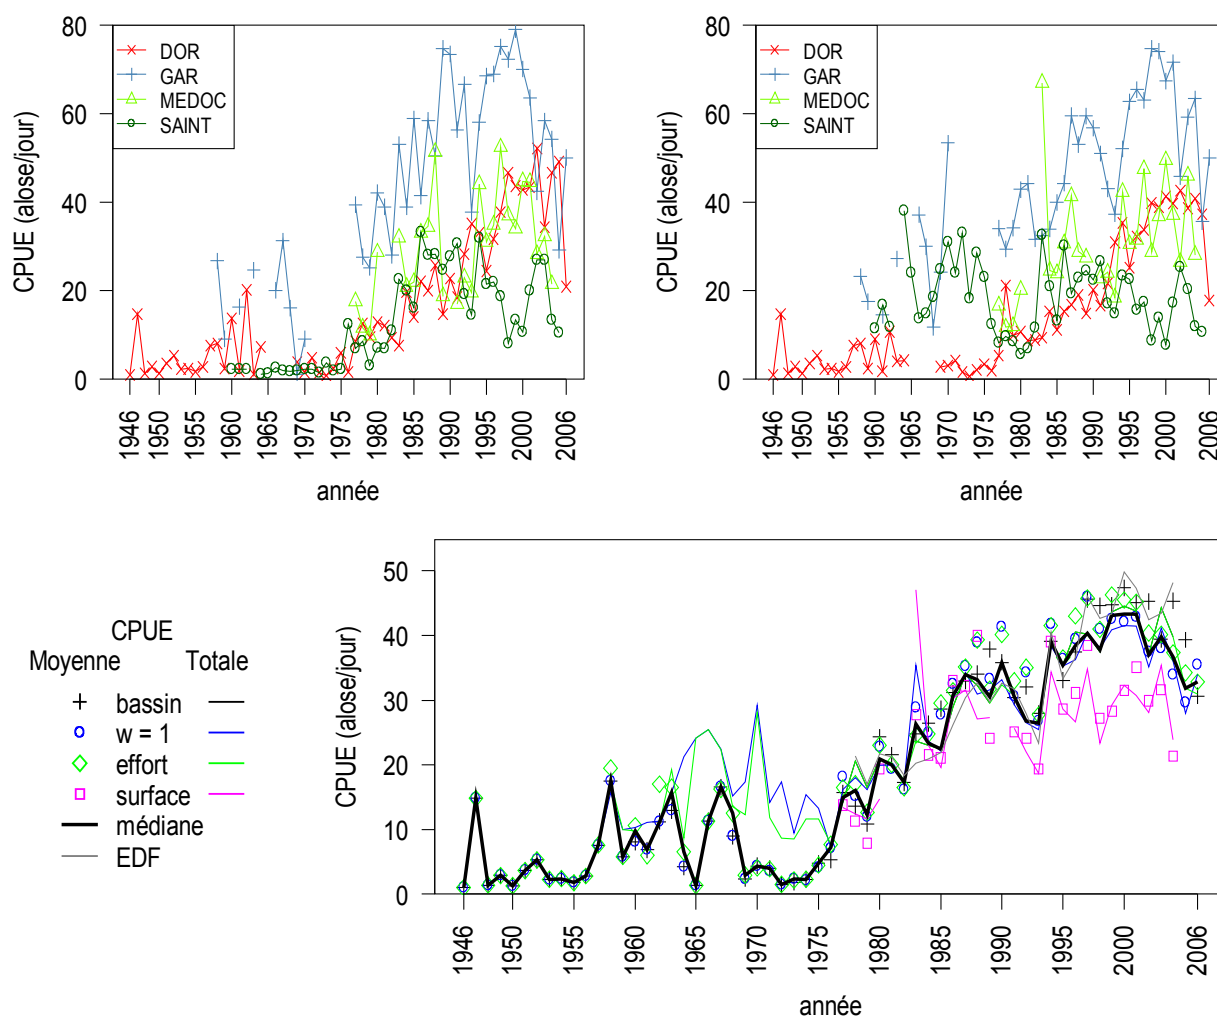 80
60
40
20
0
CPUE (alose/jour)
DOR
GAR
MEDOC
SAINT
1946
1950
1960
1965
1970
1975
1980
1985
1990
1995
2000
2006
année
80
60
40
20
0
CPUE (alose/jour)
DOR
GAR
MEDOC
SAINT
1946
1950
1960
1965
1970
1975
1980
1985
1990
1995
2000
2006
année
CPUE
Moyenne Totale
bassin
w = 1
effort
surface
médiane
EDF
50
40
30
20
10
0
CPUE (alose/jour)
1946
1950
1955
1960
1965
1970
1975
1980
1985
1990
1995
2000
2006
année